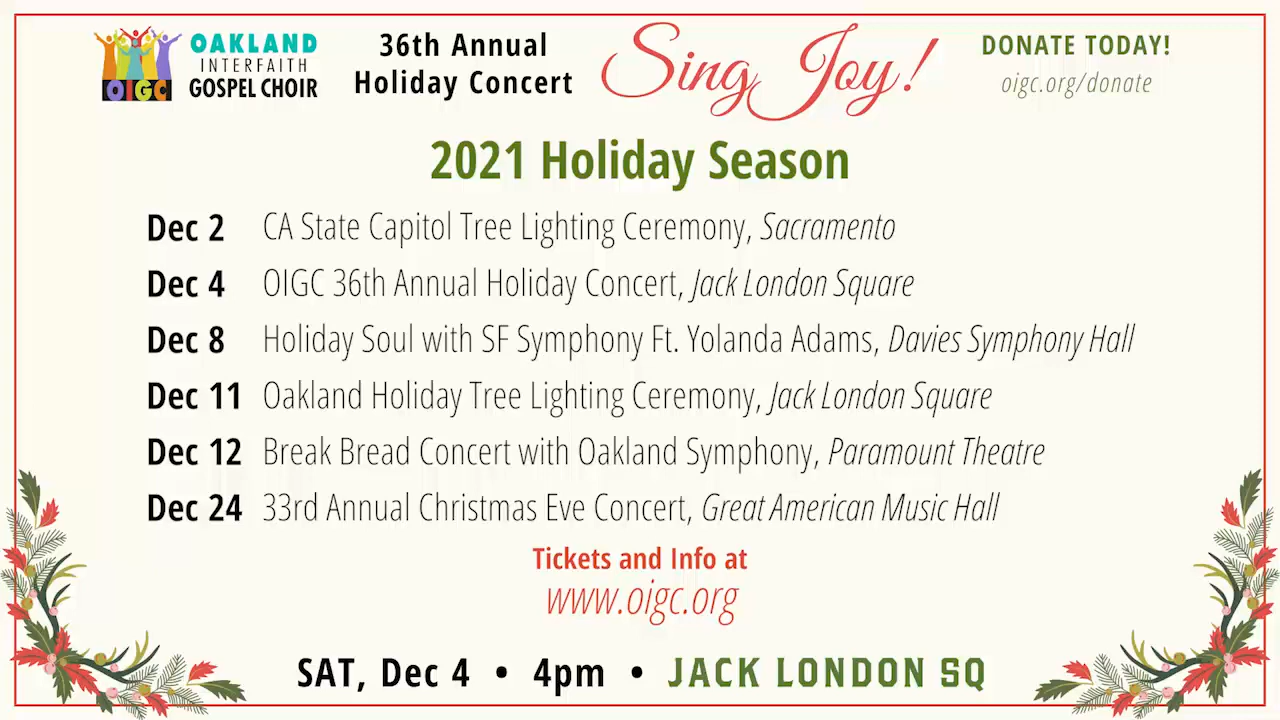 OAKLAND
INTERFAITH
GOSPEL CHOIR
OIGC
36th Annual
Holiday Concert
Sing Joy!
DONATE TODAY!
oigc.org/donate
2021 Holiday Season
Dec 2 CA State Capitol Tree Lighting Ceremony, Sacramento
Dec 4 OIGC 36th Annual Holiday Concert, Jack London Square
Dec 8 Holiday Soul with SF Symphony Ft. Yolanda Adams, Davies Symphony Hall
Dec 11 Oakland Holiday Tree Lighting Ceremony, Jack London Square
Dec 12 Break Bread Concert with Oakland Symphony, Paramount Theatre
Dec 24 33rd Annual Christmas Eve Concert, Great American Music Hall
Tickets and Info at
www.oigc.org
SAT, Dec 4 • 4pm • JACK LONDON SQ